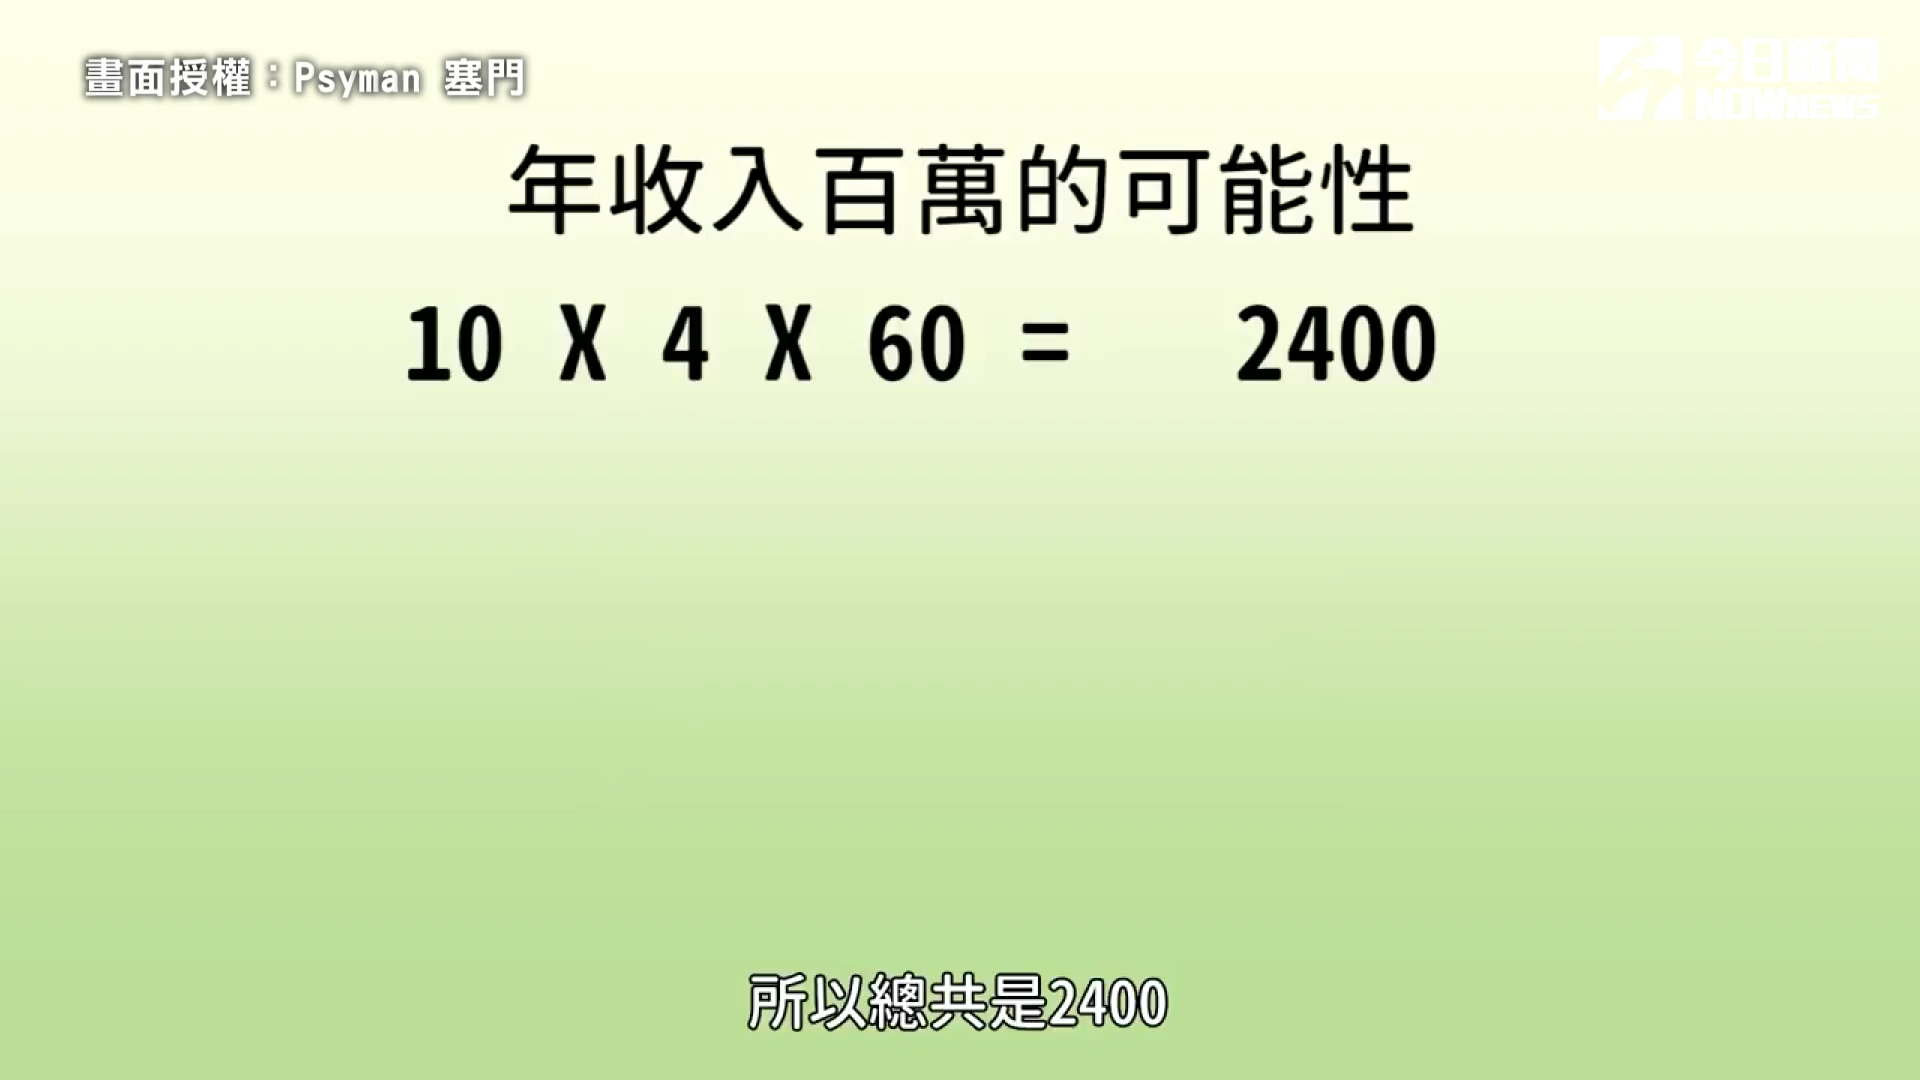 畫面授權：Psyman 塞門
今日新聞
NOWNEWS
年收入百萬的可能性
10 X 4 X 60 = 2400
所以總共是2400